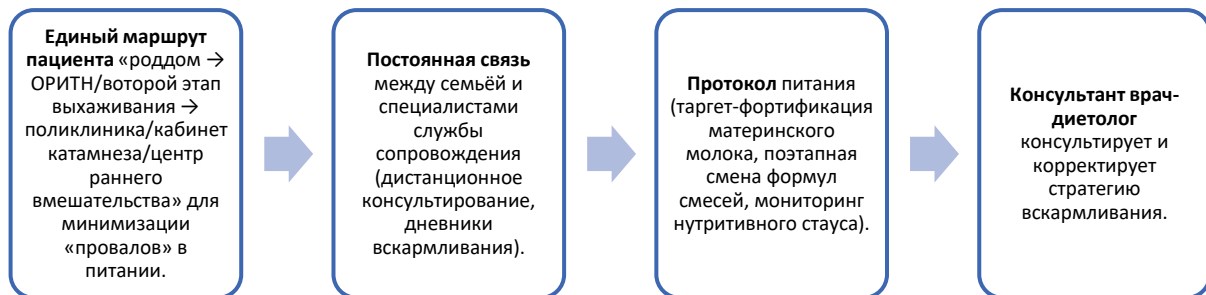 Единый маршрут
пациента «роддом →
ОРИТН/воторой этап
выхаживания →
поликлиника/кабинет
катамнеза/центр
раннего
вмешательства» для
минимизации
«провалов» в
питании.
Постоянная связь
между семьёй и
специалистами
службы
сопровождения
(дистанционное
консультирование,
дневники
вскармливания).
Протокол питания
(таргет-фортификация
материнского
молока, поэтапная
смена формул
смесей, мониторинг
нутритивного стауса).
Консультант врач-
диетолог
консультирует и
корректирует
стратегию
вскармливания.